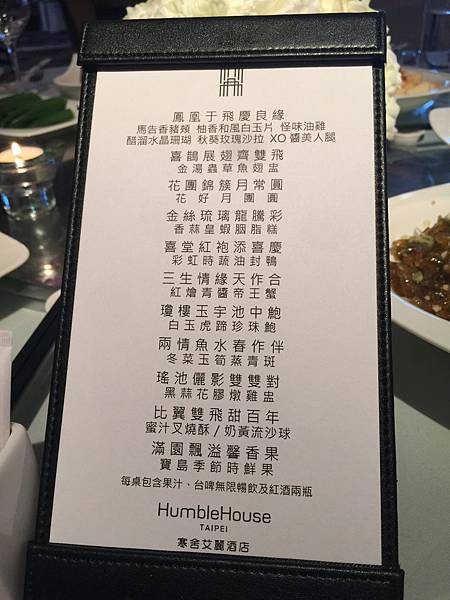 鳳凰于飛慶良緣
馬告香豬頰 柚香和風白玉片 怪味油雞
醋溜水晶珊瑚 秋葵玫瑰沙拉 XO 醬美人腿
喜鵲展翅齊雙飛
金湯蟲草魚翅盅
花團錦簇月常圓
花好月團圓
金絲琉璃龍騰彩
香蒜皇蝦胭脂糕
喜堂紅袍添喜慶
彩虹時蔬油封鴨
三生情緣天作合
紅燴青醬帝王蟹
瓊樓玉宇池中鮑
白玉虎蹄珍珠鮑
兩情魚水春作伴
冬菜玉筍蒸青斑
瑤池儷影雙雙對
黑蒜花膠燉雞盅
比翼雙飛甜百年
蜜汁叉燒酥 / 奶黃流沙球
滿園飄溢馨香果
寶島季節時鮮果
每桌包含果汁、台啤無限暢飲及紅酒兩瓶
HumbleHouse
TAIPEI
寒舍艾麗酒店